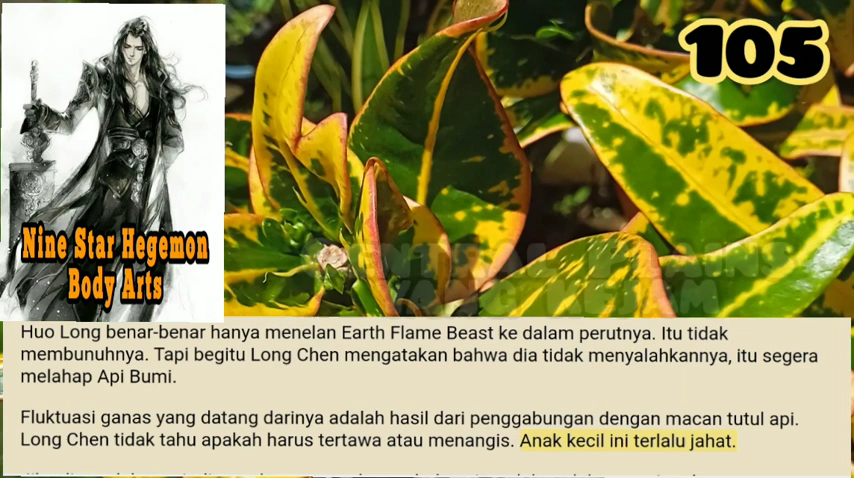 105
Nine Star Hegemon
Body Arts
Huo Long benar-benar hanya menelan Earth Flame Beast ke dalam perutnya. Itu tidak
membunuhnya. Tapi begitu Long Chen mengatakan bahwa dia tidak menyalahkannya, itu segera
melahap Api Bumi.
Fluktuasi ganas yang datang darinya adalah hasil dari penggabungan dengan macan tutul api.
Long Chen tidak tahu apakah harus tertawa atau menangis. Anak kecil ini terlalu jahat.